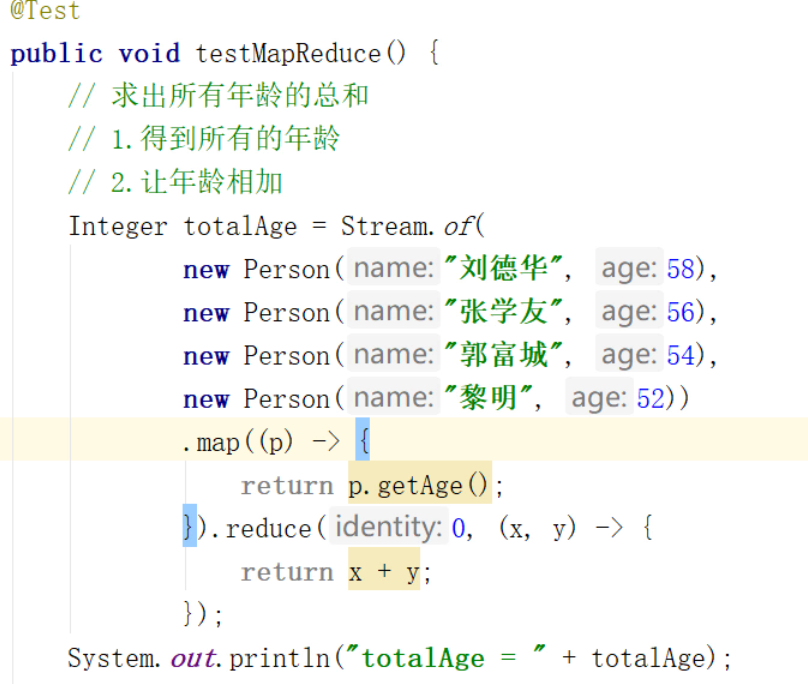 @Test
public void testMapReduce() {
// 求出所有年龄的总和
// 1.得到所有的年龄
// 2.让年龄相加
Integer totalAge = Stream.of(
new Person( name: "刘德华", age: 58),
new Person( name: "张学友", age: 56),
new Person( name: "郭富城", age: 54),
new Person( name: "黎明", age: 52))
.map((p) -> {
return p.getAge();
}).reduce( identity: 0, (x, y) -> {
return x + y;
});
System.out.println("totalAge = " + totalAge);